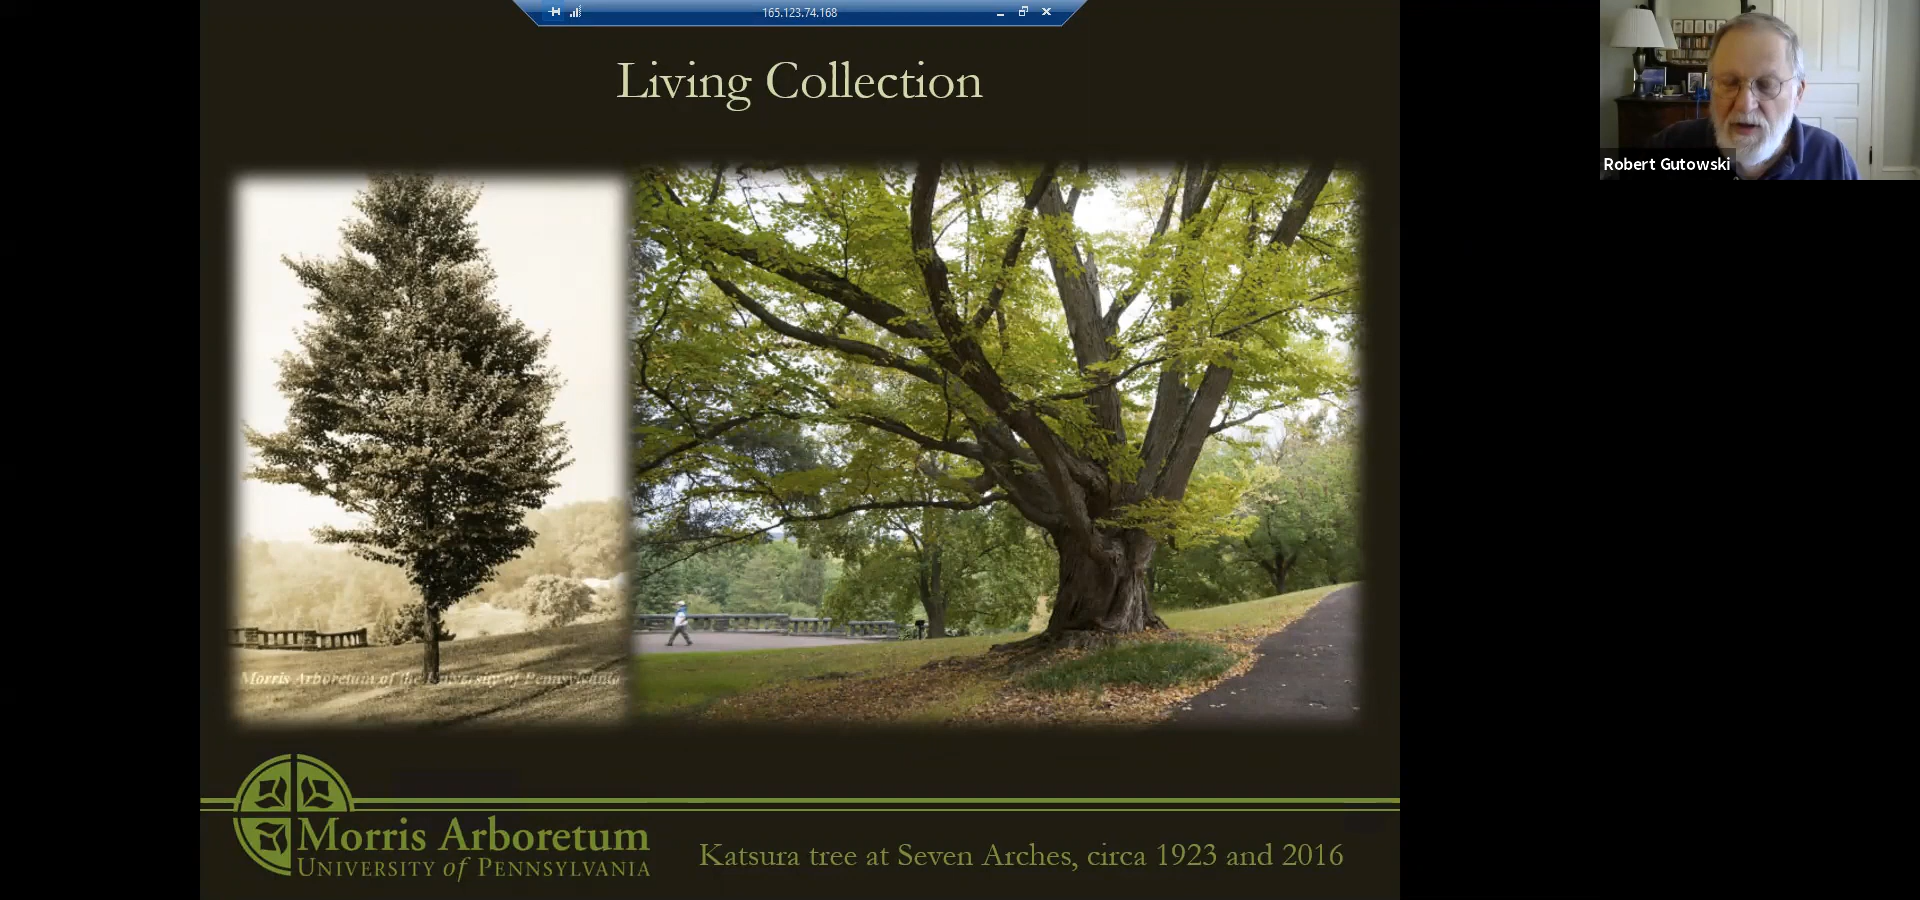 165.123.74.168
Living Collection
Robert Gutowski
Morris Arboretum of the University of Pennsylvania
Morris Arboretum
UNIVERSITY of PENNSYLVANIA
Katsura tree at Seven Arches, circa 1923 and 2016